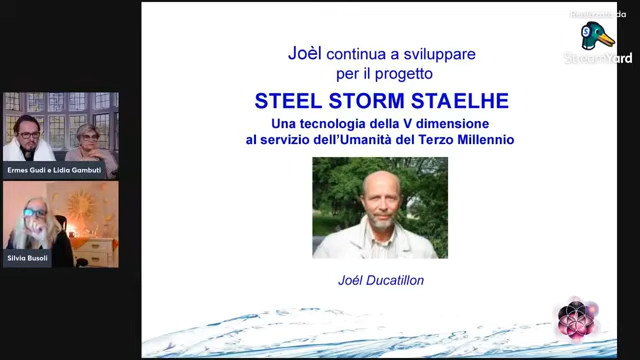 Joèl continua a sviluppare
per il progetto
STEEL STORM STAELHE
Una tecnologia della V dimensione
al servizio dell'Umanità del Terzo Millennio
Joél Ducatillon
Ermes Gudi e Lidia Gambuti
Silvia Busoli
StreamYard